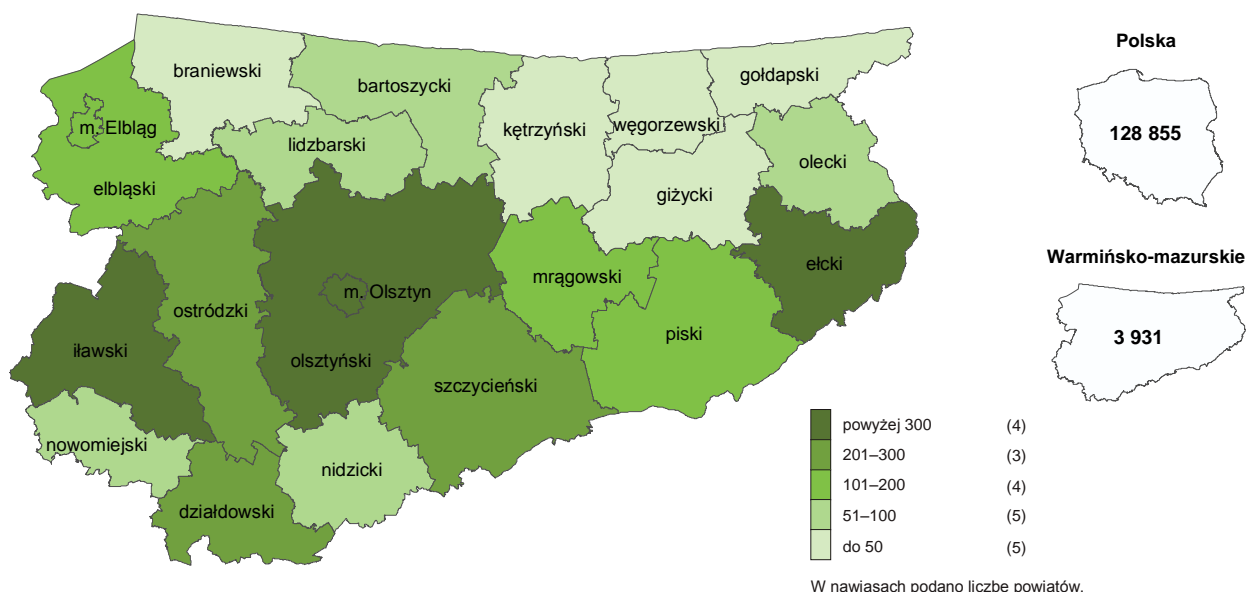 braniewski
bartoszycki
gołdapski
m. Elbląg
kętrzyński
węgorzewski
lidzbarski
olecki
elbląski
giżycki
ełcki
mrągowski
m. Olsztyn
ostródzki
piski
iławski
olsztyński
szczycieński
nowomiejski
nidzicki
działdowski
Polska
128 855
Warmińsko-mazurskie
3 931
powyżej 300 (4)
201–300 (3)
101–200 (4)
51–100 (5)
do 50 (5)
W nawiasach podano liczbę powiatów.